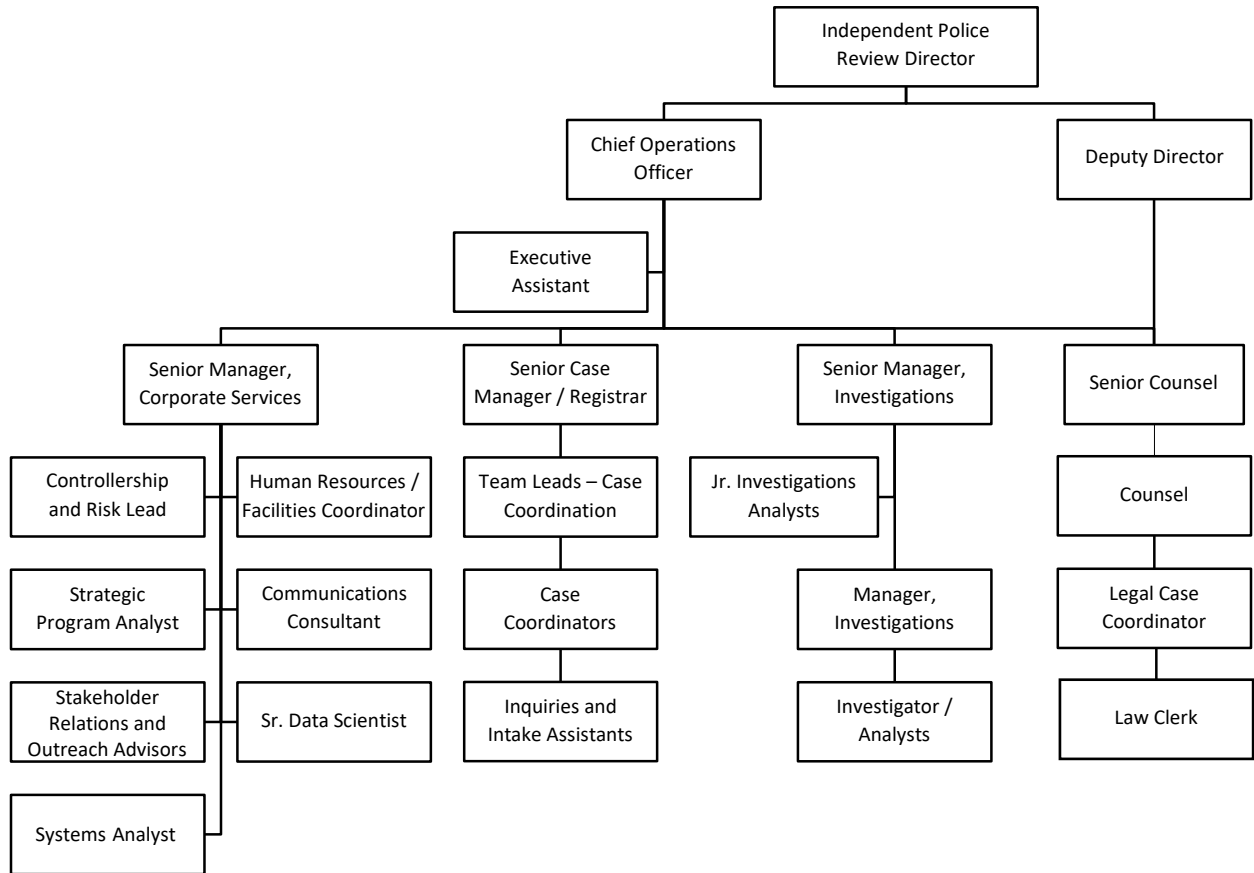 Independent Police
Review Director
Chief Operations
Officer
Deputy Director
Executive
Assistant
Senior Manager,
Corporate Services
Senior Case
Manager / Registrar
Senior Manager,
Investigations
Senior Counsel
Controllership
and Risk Lead
Human Resources /
Facilities Coordinator
Team Leads – Case
Coordination
Jr. Investigations
Analysts
Counsel
Strategic
Program Analyst
Communications
Consultant
Case
Coordinators
Manager,
Investigations
Legal Case
Coordinator
Stakeholder
Relations and
Outreach Advisors
Sr. Data Scientist
Inquiries and
Intake Assistants
Investigator /
Analysts
Law Clerk
Systems Analyst